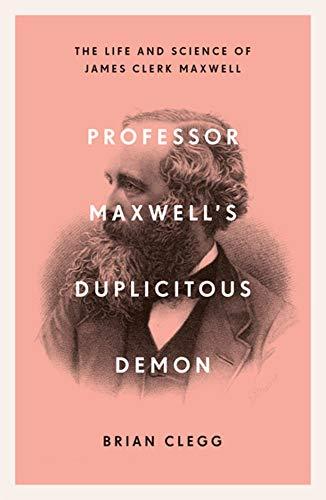 THE LIFE AND SCIENCE OF
JAMES CLERK MAXWELL
PROFESSOR
MAXWELL'S
DUPLICITOUS
DEMON
BRIAN CLEGG